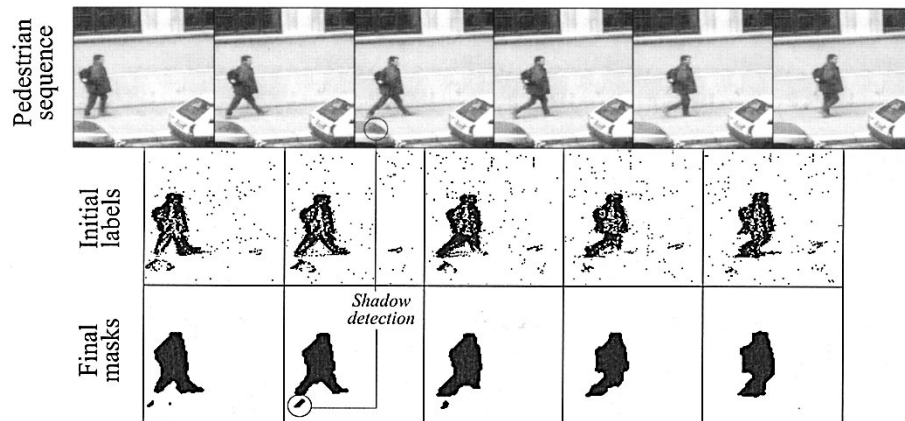 Pedestrian
sequence
Initial
labels
Shadow
detection
Final
masks